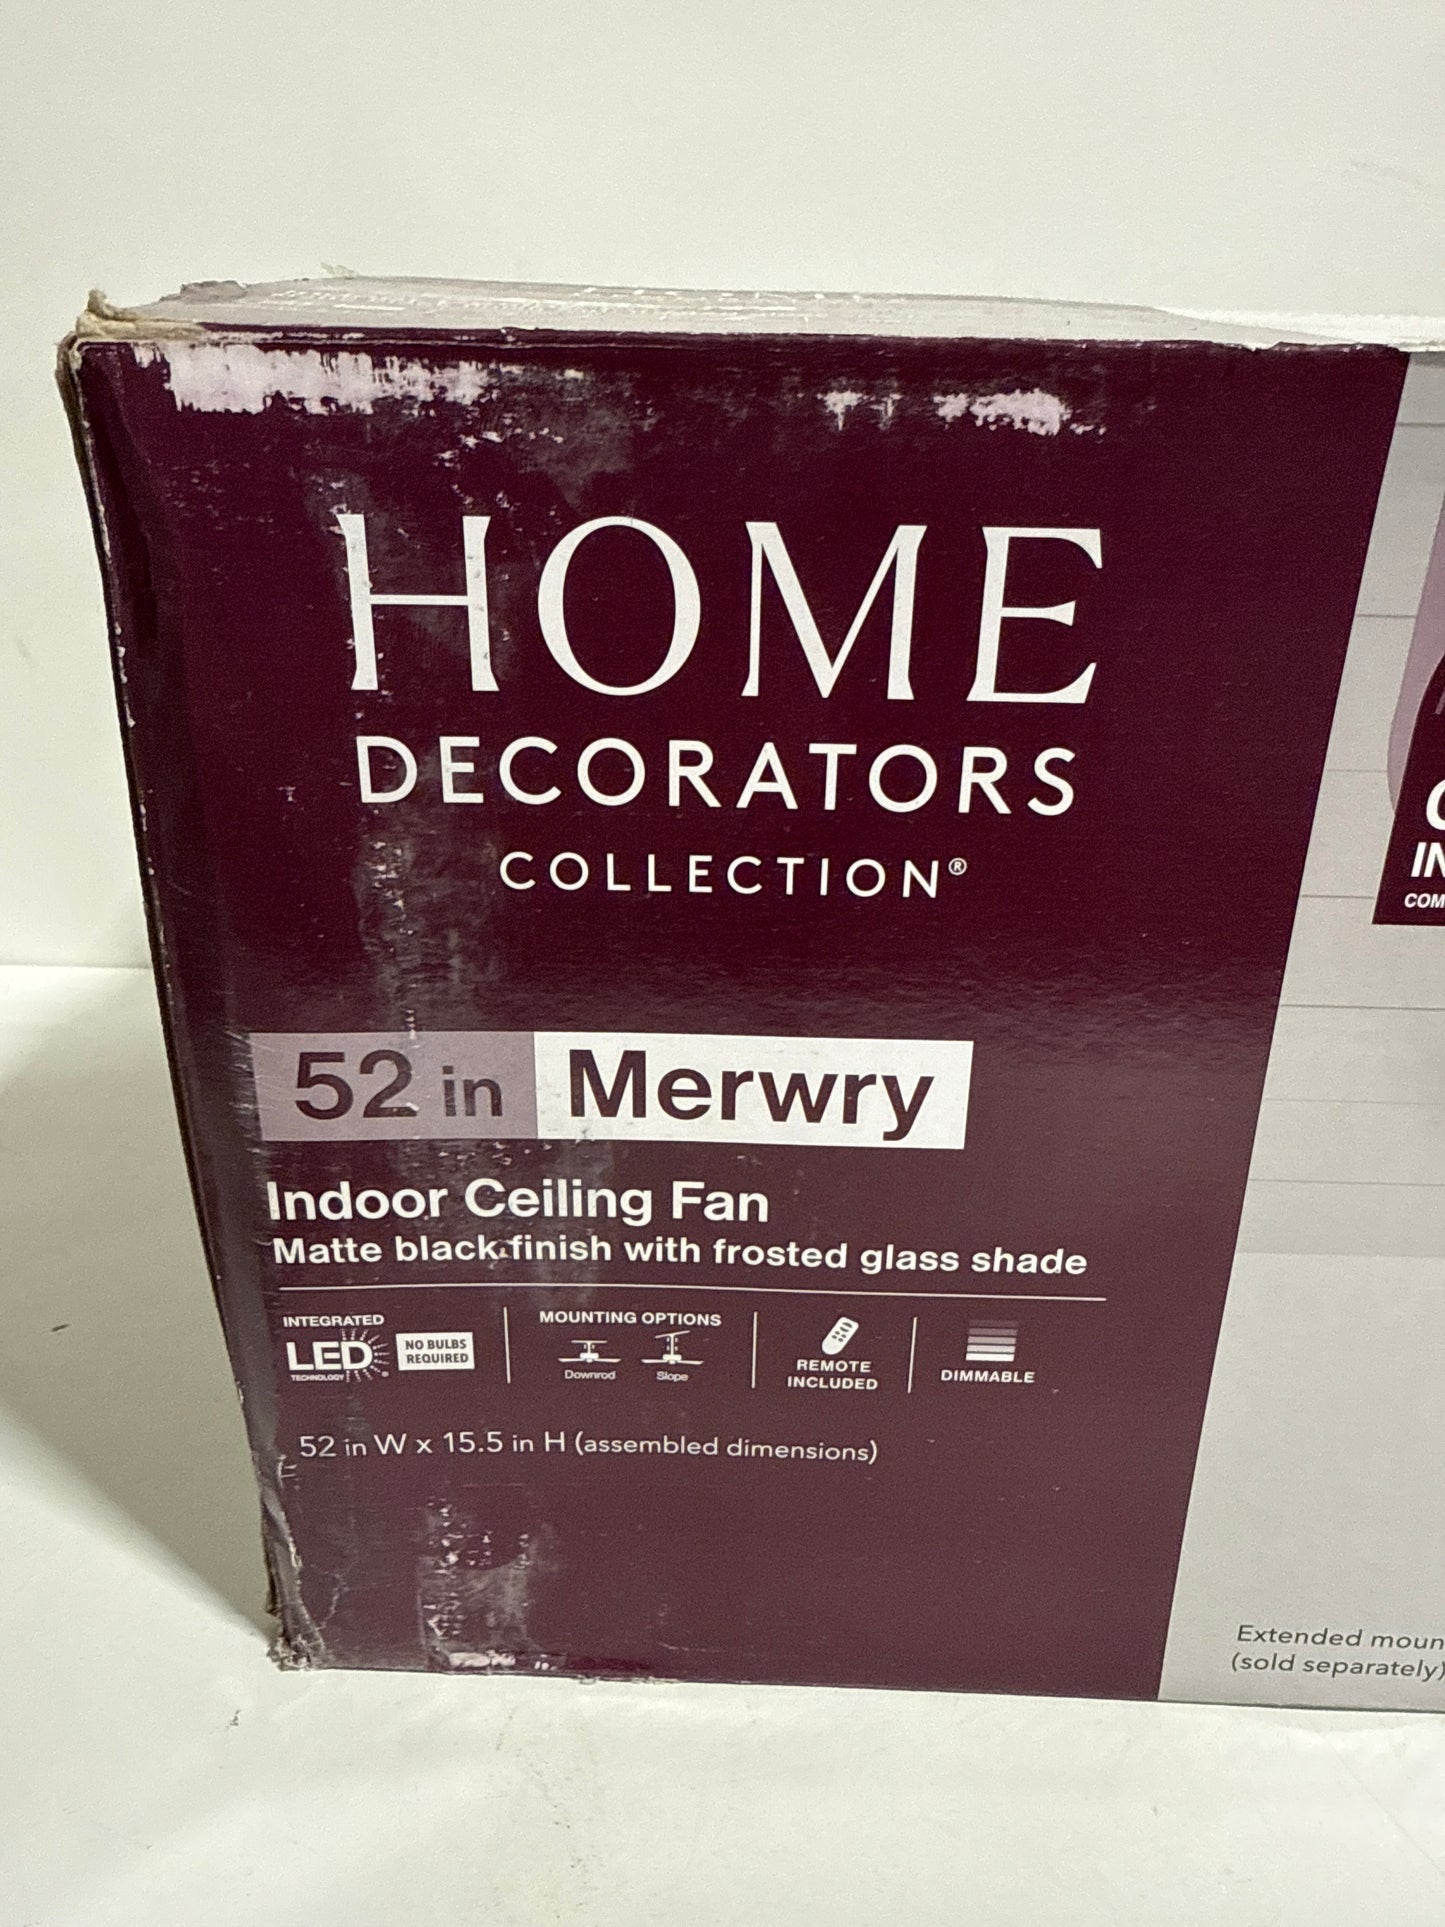 HOME
DECORATORS
COLLECTION®
52 in Merwry
Indoor Ceiling Fan
Matte black finish with frosted glass shade
INTEGRATED
LED
TECHNOLOGY
NO BULBS
REQUIRED
MOUNTING OPTIONS
Downrod
Slope
REMOTE
INCLUDED
DIMMABLE
52 in W x 15.5 in H (assembled dimensions)
Extended moun
(sold separately)
IN
COM